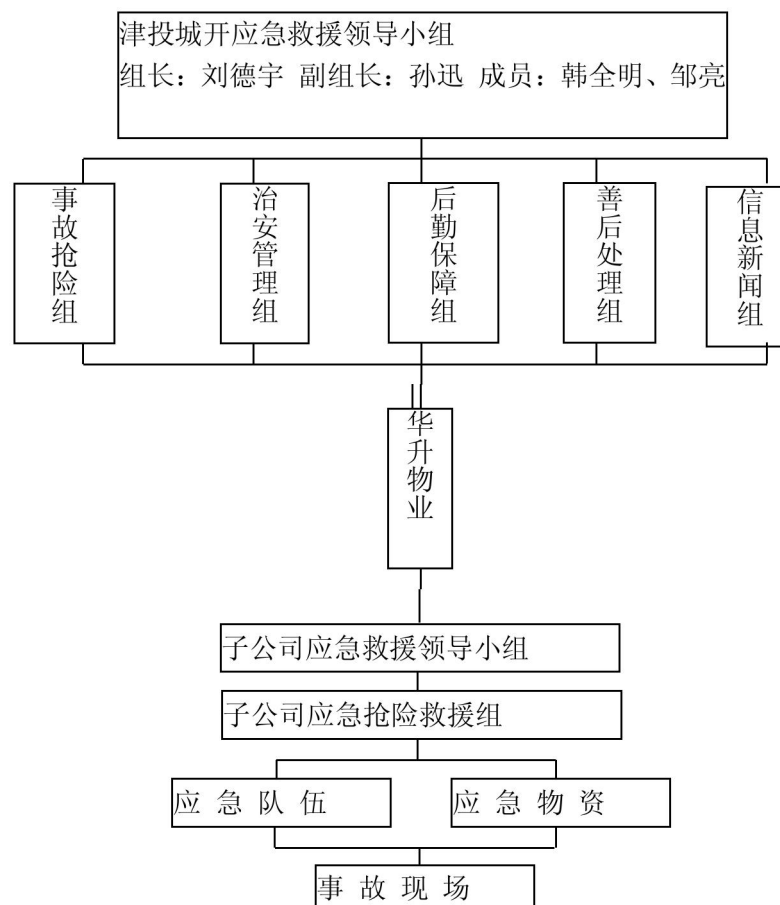 津投城开应急救援领导小组
组长：刘德宇 副组长：孙迅 成员：韩全明、邹亮
事故抢险组
治安管理组
后勤保障组
善后处理组
信息新闻组
华升物业
子公司应急救援领导小组
子公司应急抢险救援组
应 急 队 伍
应 急 物 资
事 故 现 场